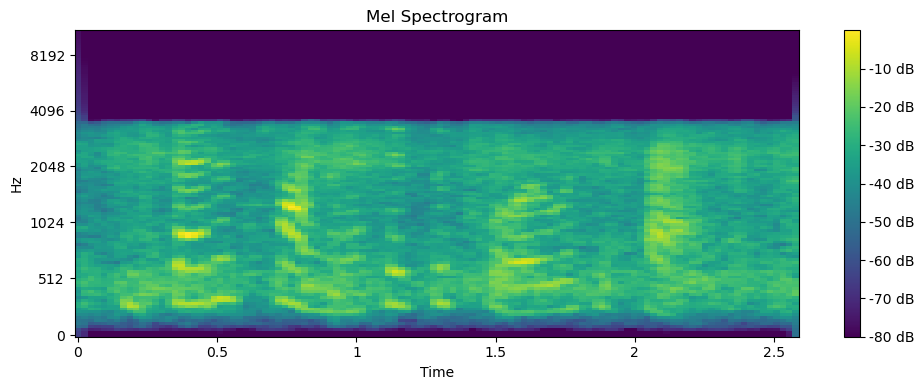 Mel Spectrogram
8192
4096
2048
1024
512
0
Hz
0
0.5
1
1.5
2
2.5
Time
-10 dB
-20 dB
-30 dB
-40 dB
-50 dB
-60 dB
-70 dB
-80 dB